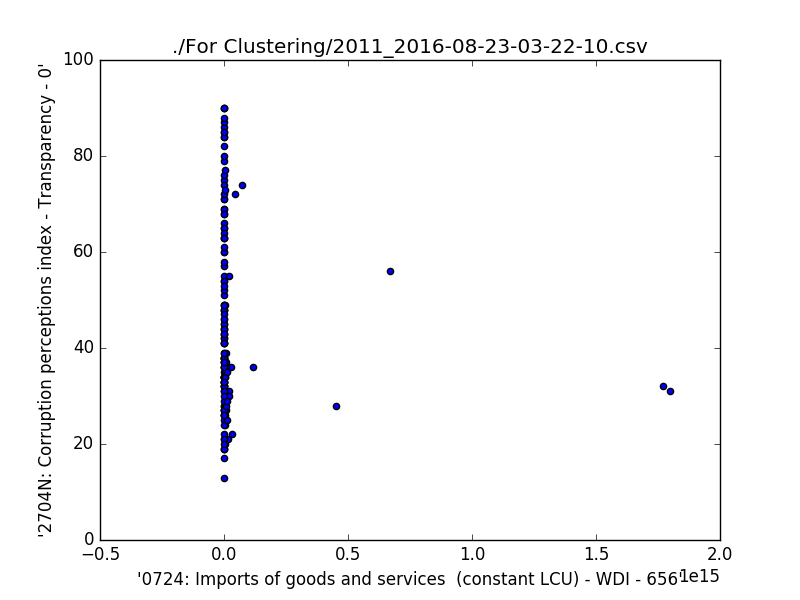 ./For Clustering/2011_2016-08-23-03-22-10.csv
100
80
60
40
20
0
'2704N: Corruption perceptions index - Transparency - 0'
−0.5 0.0 0.5 1.0 1.5 2.0
1e15
'0724: Imports of goods and services  (constant LCU) - WDI - 656'